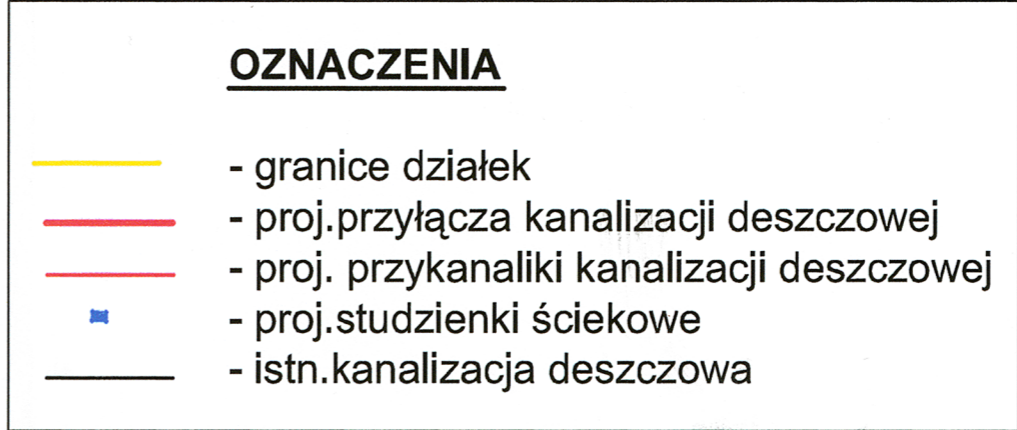 OZNACZENIA
- granice działek
- proj.przyłącza kanalizacji deszczowej
- proj. przykanaliki kanalizacji deszczowej
- proj.studzienki ściekowe
- istn.kanalizacja deszczowa